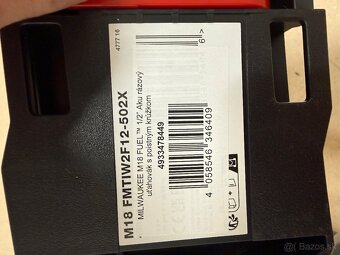 M18 FMTIW2F12-502X
- MILWAUKEE M18 FUEL™ 1/2" Aku rázový
uťahovák s poistným krúžkom
4933478449
4 058546 346409
6>
4777 16
bazos.sk